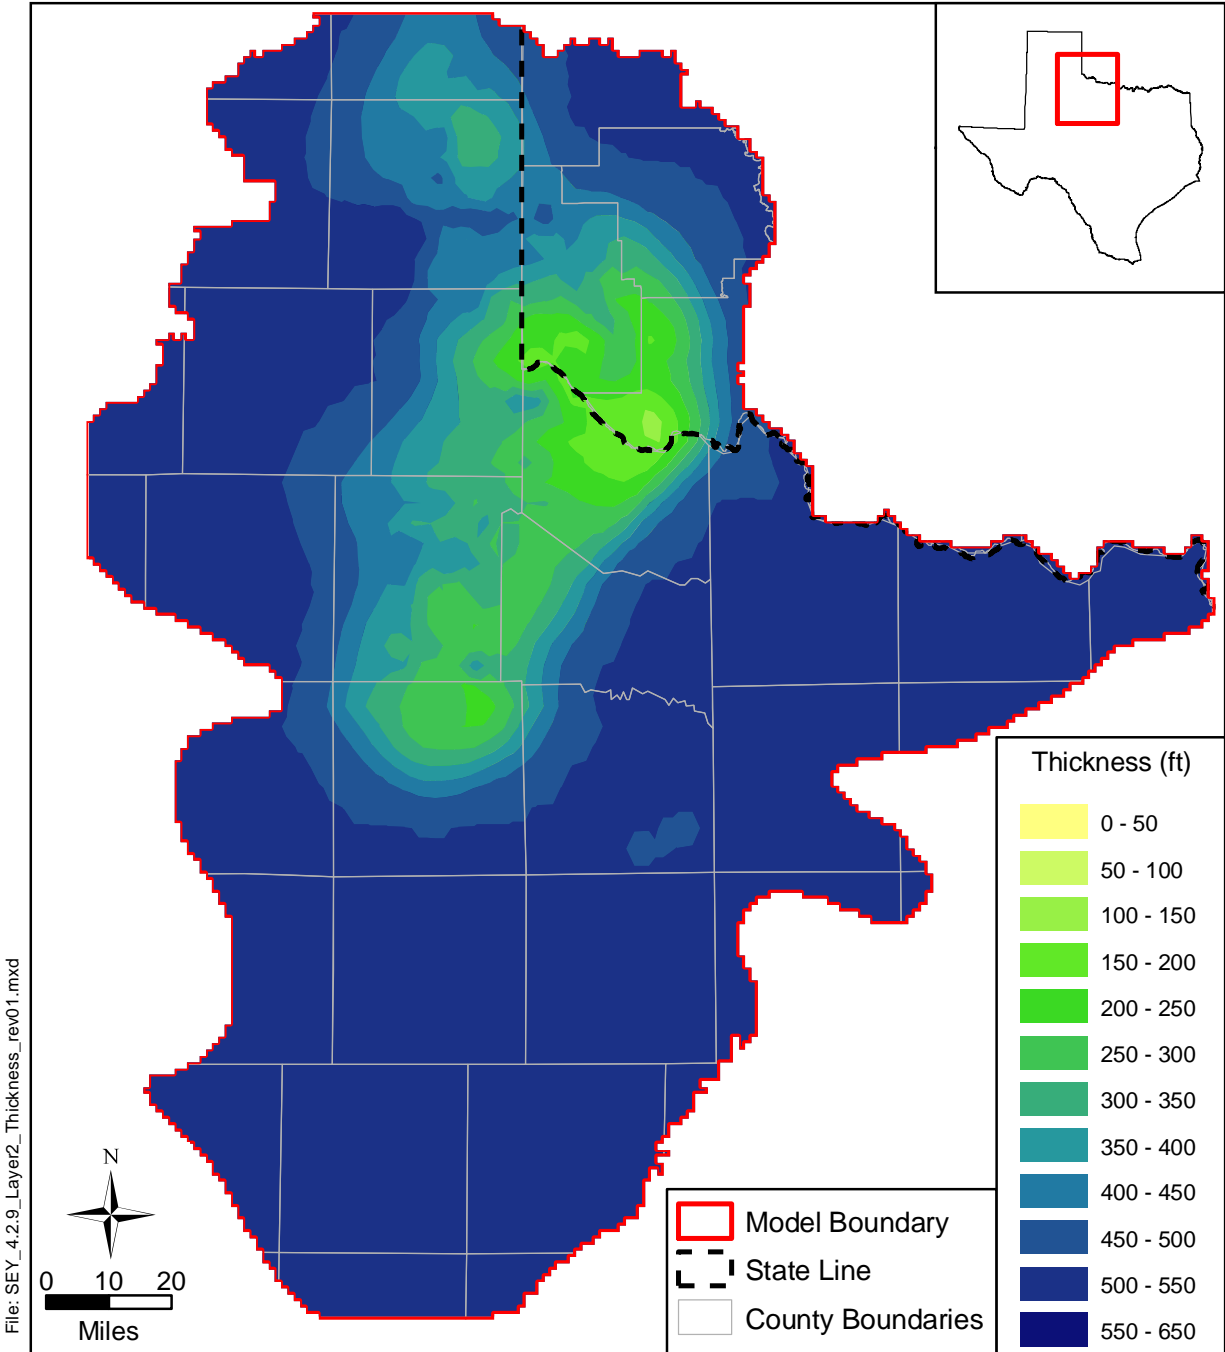 Thickness (ft)
0 - 50
50 - 100
100 - 150
150 - 200
200 - 250
250 - 300
300 - 350
350 - 400
400 - 450
450 - 500
500 - 550
550 - 650
Model Boundary
State Line
County Boundaries
N
0 10 20
Miles
File: SEY_4.2.9_Layer2_Thickness_rev01.mxd